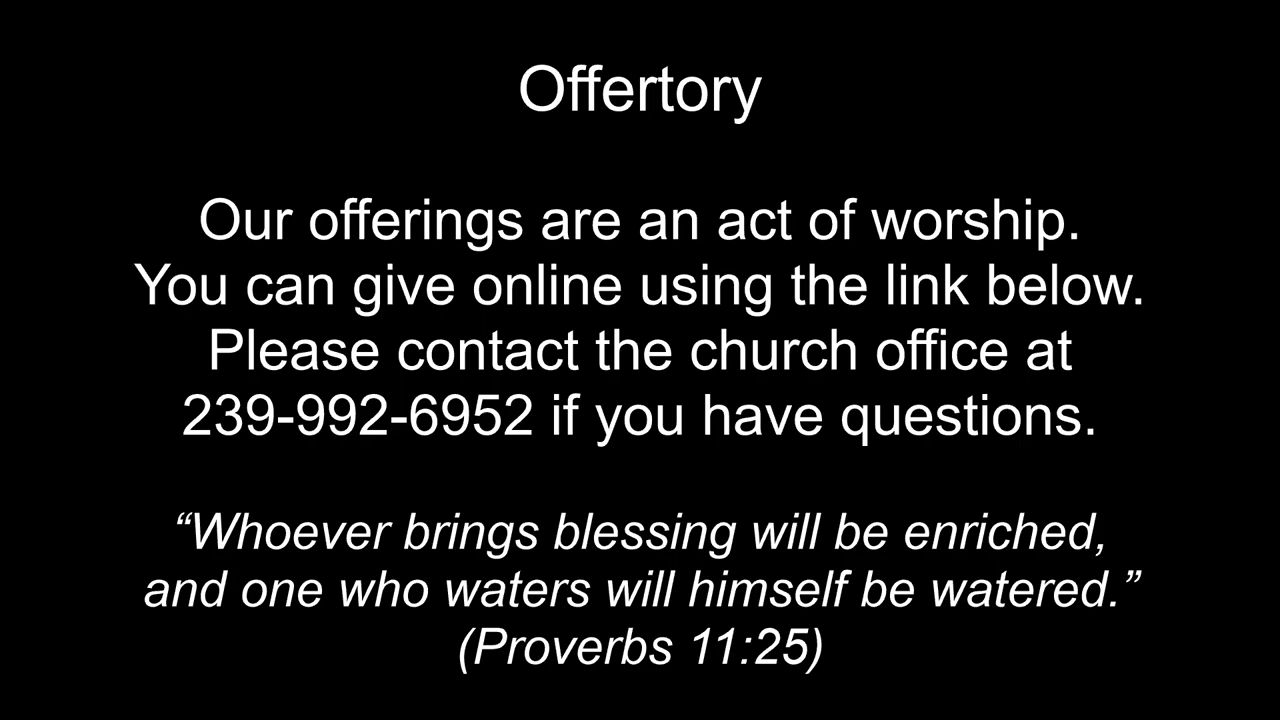 Offertory
Our offerings are an act of worship.
You can give online using the link below.
Please contact the church office at
239-992-6952 if you have questions.
“Whoever brings blessing will be enriched,
and one who waters will himself be watered.”
(Proverbs 11:25)